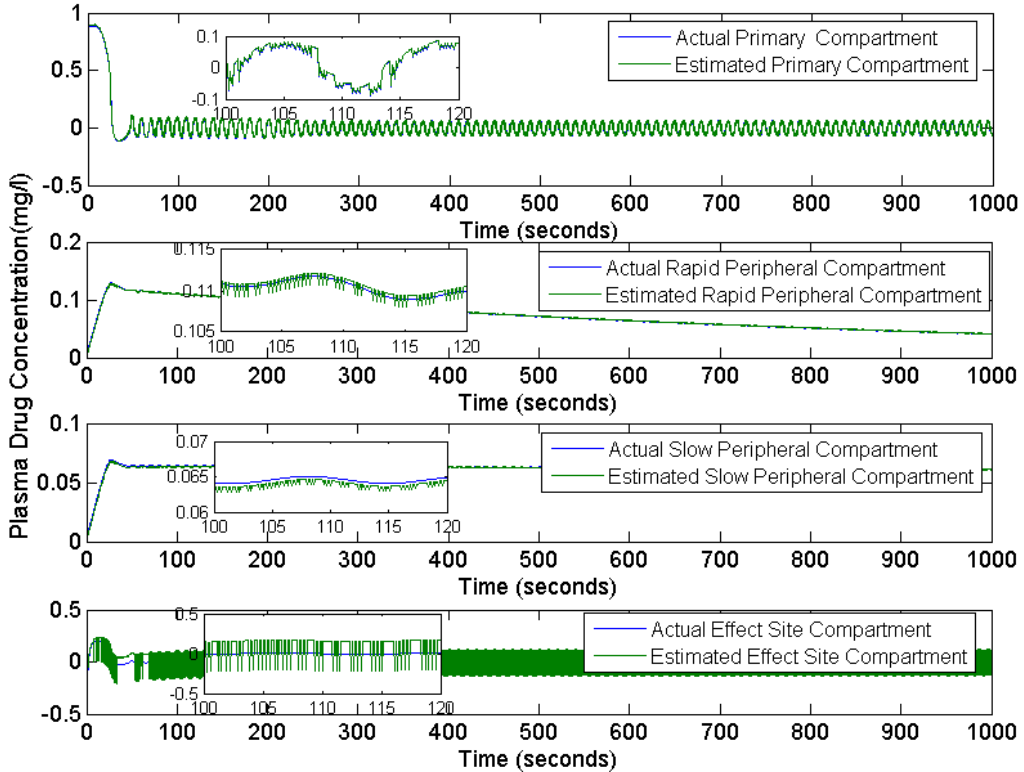 Plasma Drug Concentration(mg/l)
1
0.5
0
-0.5
0 100 200 300 400 500 600 700 800 900 1000
Time (seconds)
0.1
0
-0.1
100 105 110 115 120
Actual Primary Compartment
Estimated Primary Compartment
0.2
0.1
0
0 100 200 300 400 500 600 700 800 900 1000
Time (seconds)
0.115
0.11
0.105
100 105 110 115 120
Actual Rapid Peripheral Compartment
Estimated Rapid Peripheral Compartment
0.1
0.05
0
0 100 200 300 400 500 600 700 800 900 1000
Time (seconds)
0.07
0.065
0.06
100 105 110 115 120
Actual Slow Peripheral Compartment
Estimated Slow Peripheral Compartment
0.5
0
-0.5
0 100 200 300 400 500 600 700 800 900 1000
Time (seconds)
0.5
0
-0.5
100 105 110 115 120
Actual Effect Site Compartment
Estimated Effect Site Compartment